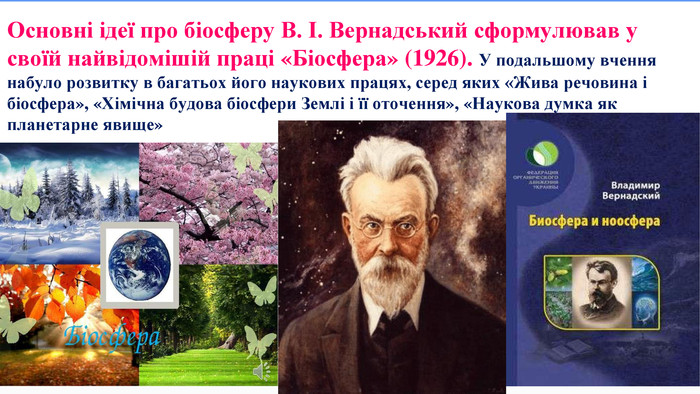 Основні ідеї про біосферу В. І. Вернадський сформулював у
своїй найвідомішій праці «Біосфера» (1926). У подальшому вчення
набуло розвитку в багатьох його наукових працях, серед яких «Жива речовина і
біосфера», «Хімічна будова біосфери Землі і її оточення», «Наукова думка як
планетарне явище»
Біосфера
ФЕДЕРАЦИЯ
ОРГАНИЧЕСКОГО
ДВИЖЕНИЯ
УКРАИНЫ
Владимир
Вернадский
Биосфера и ноосфера